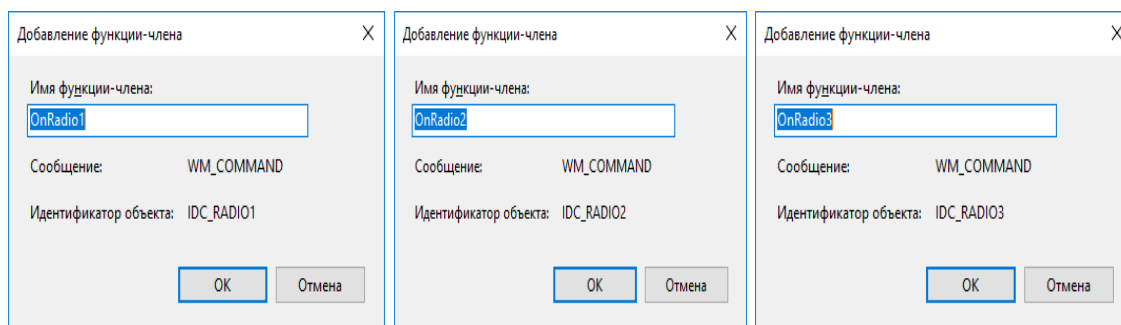 Добавление функции-члена X
Имя функции-члена:
OnRadio1
Сообщение: WM_COMMAND
Идентификатор объекта: IDC_RADIO1
OK Отмена
Добавление функции-члена X
Имя функции-члена:
OnRadio2
Сообщение: WM_COMMAND
Идентификатор объекта: IDC_RADIO2
OK Отмена
Добавление функции-члена X
Имя функции-члена:
OnRadio3
Сообщение: WM_COMMAND
Идентификатор объекта: IDC_RADIO3
OK Отмена